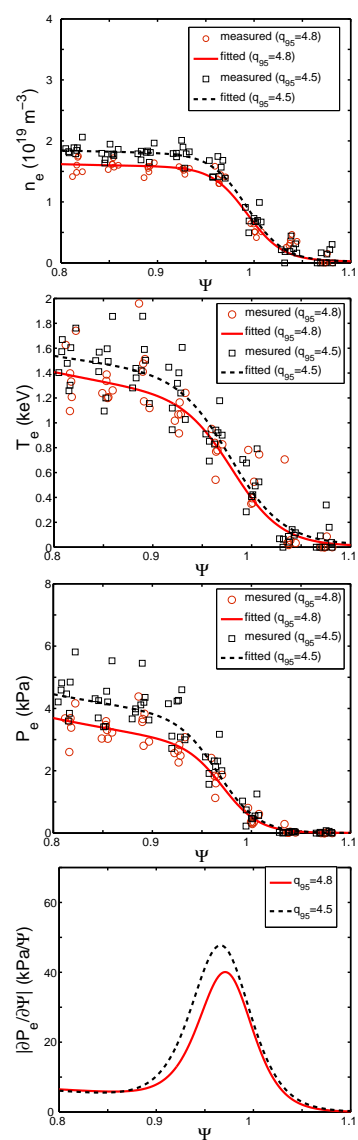 4
3
2
1
0
n_e (10^19 m^-3)
measured (q_95=4.8)
fitted (q_95=4.8)
measured (q_95=4.5)
fitted (q_95=4.5)
0.8 0.9 1 1.1
Ψ
2
1.8
1.6
1.4
1.2
1
0.8
0.6
0.4
0.2
0
T_e (keV)
mesured (q_95=4.8)
fitted (q_95=4.8)
mesured (q_95=4.5)
fitted (q_95=4.5)
0.8 0.9 1 1.1
Ψ
8
6
4
2
0
P_e (kPa)
mesured (q_95=4.8)
fitted (q_95=4.8)
mesured (q_95=4.5)
fitted (q_95=4.5)
0.8 0.9 1 1.1
Ψ
60
40
20
0
|∂P_e/∂Ψ| (kPa/Ψ)
q_95=4.8
q_95=4.5
0.8 0.9 1 1.1
Ψ